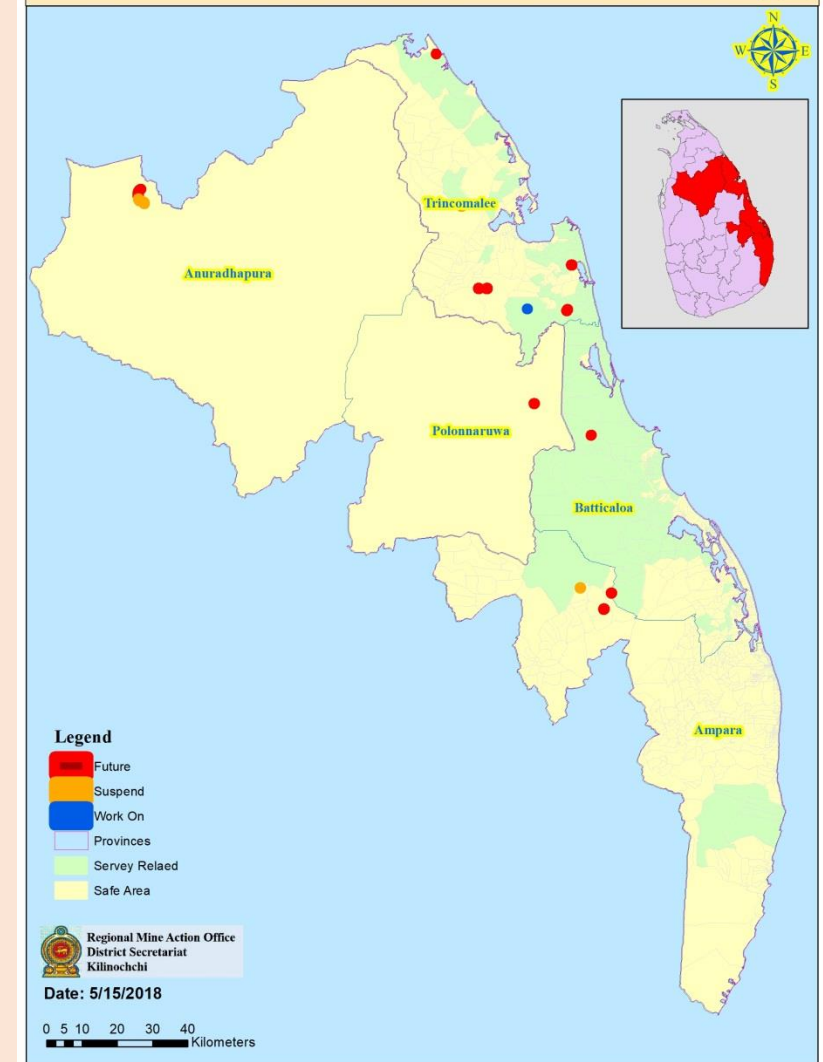 N
W E
S
Trincomalee
Anuradhapura
Polonnaruwa
Batticaloa
Ampara
Legend
Future
Suspend
Work On
Provinces
Servey Relaed
Safe Area
Regional Mine Action Office
District Secretariat
Kilinochchi
Date: 5/15/2018
0 5 10 20 30 40
Kilometers